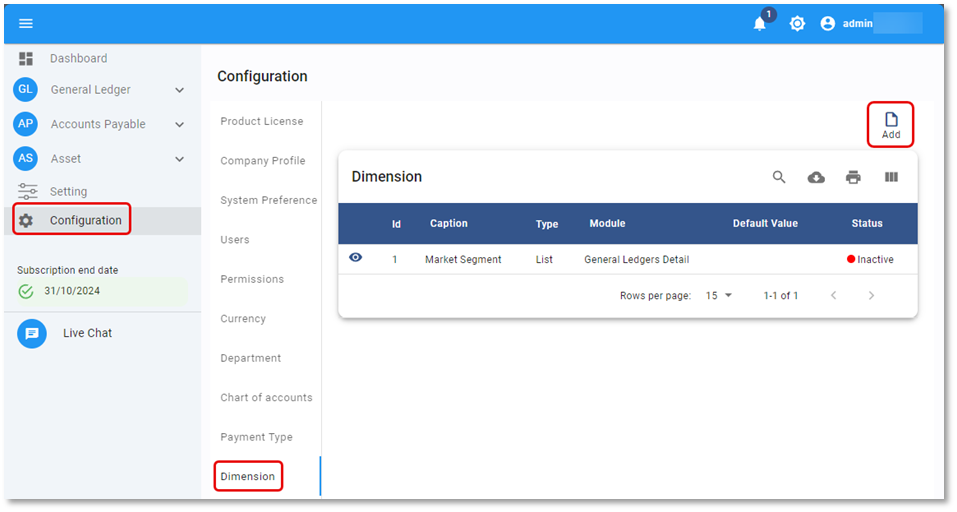 1
admin
Dashboard
GL General Ledger
AP Accounts Payable
AS Asset
Setting
Configuration
Subscription end date
31/10/2024
Live Chat
Configuration
Product License
Company Profile
System Preference
Users
Permissions
Currency
Department
Chart of accounts
Payment Type
Dimension
Add
Dimension
Id Caption Type Module Default Value Status
1 Market Segment List General Ledgers Detail Inactive
Rows per page: 15 1-1 of 1